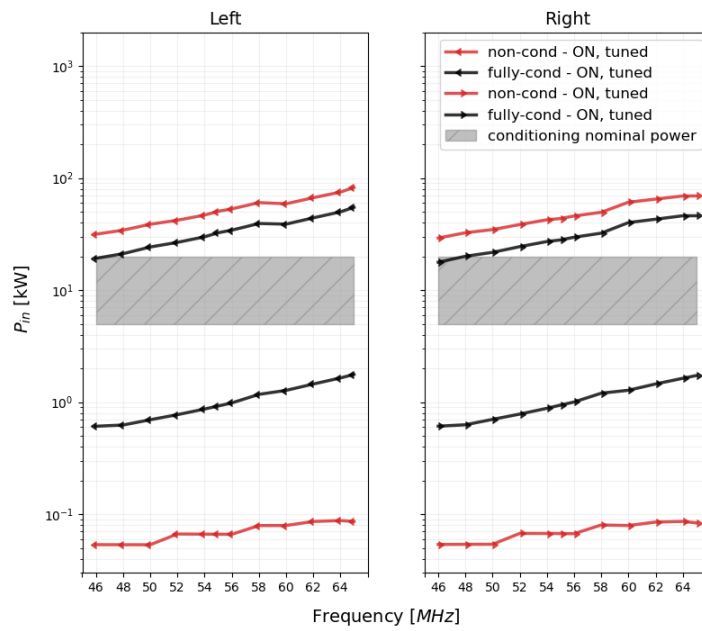 Left
Right
non-cond - ON, tuned
fully-cond - ON, tuned
non-cond - ON, tuned
fully-cond - ON, tuned
conditioning nominal power
10³
10²
10¹
10⁰
10⁻¹
P_in [kW]
46 48 50 52 54 56 58 60 62 64
46 48 50 52 54 56 58 60 62 64
Frequency [MHz]